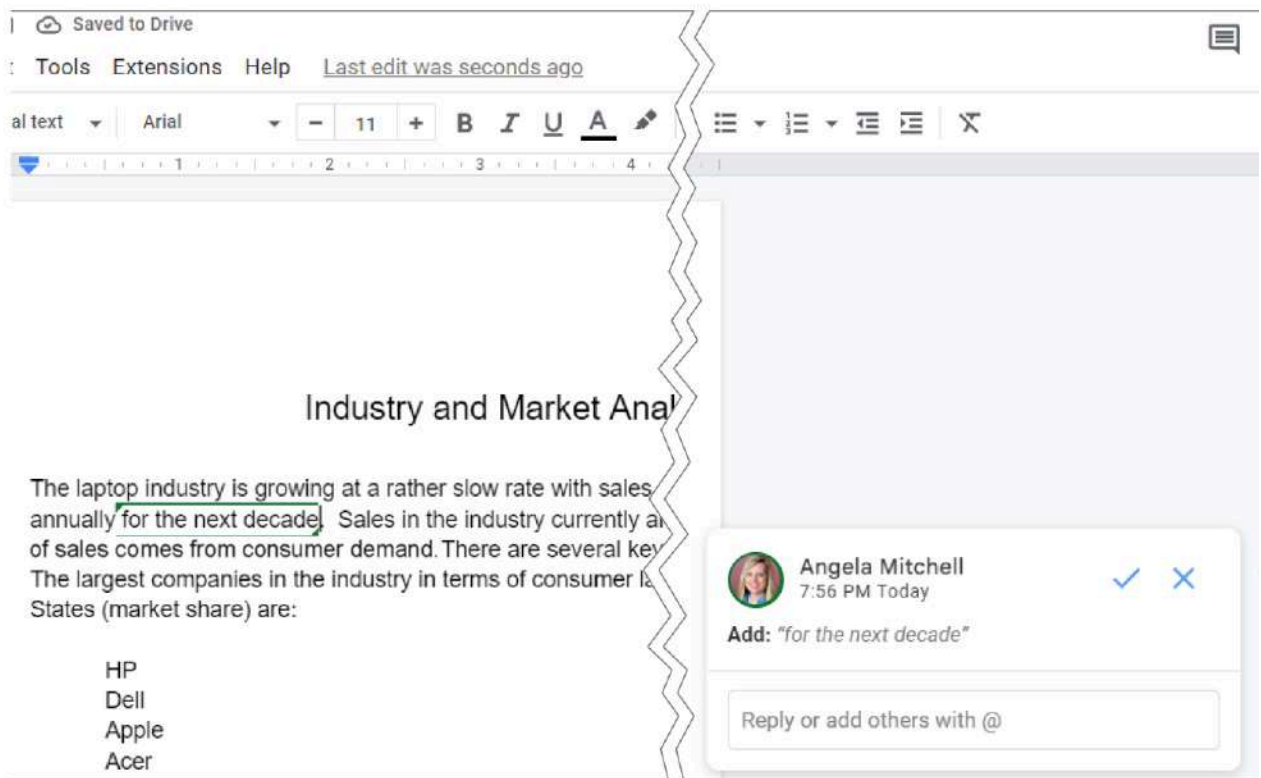 Saved to Drive
Tools Extensions Help Last edit was seconds ago
al text Arial - 11 + B I U A
1 2 3 4
Industry and Market Anal
The laptop industry is growing at a rather slow rate with sales
annually for the next decade. Sales in the industry currently a
of sales comes from consumer demand. There are several key
The largest companies in the industry in terms of consumer la
States (market share) are:
HP
Dell
Apple
Acer
Angela Mitchell
7:56 PM Today
Add: “for the next decade”
Reply or add others with @